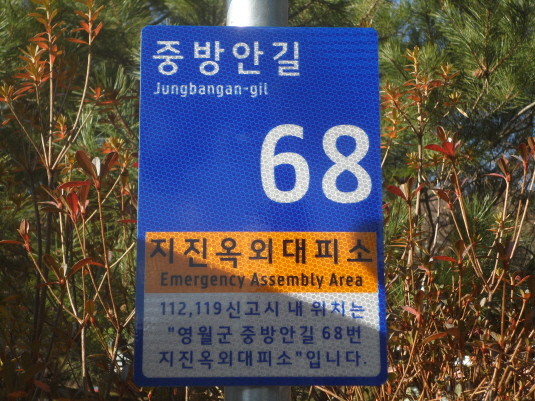 중방안길
Jungbangan-gil
68
지진옥외대피소
Emergency Assembly Area
112,119신고시 내 위치는
"영월군 중방안길 68번
지진옥외대피소"입니다.